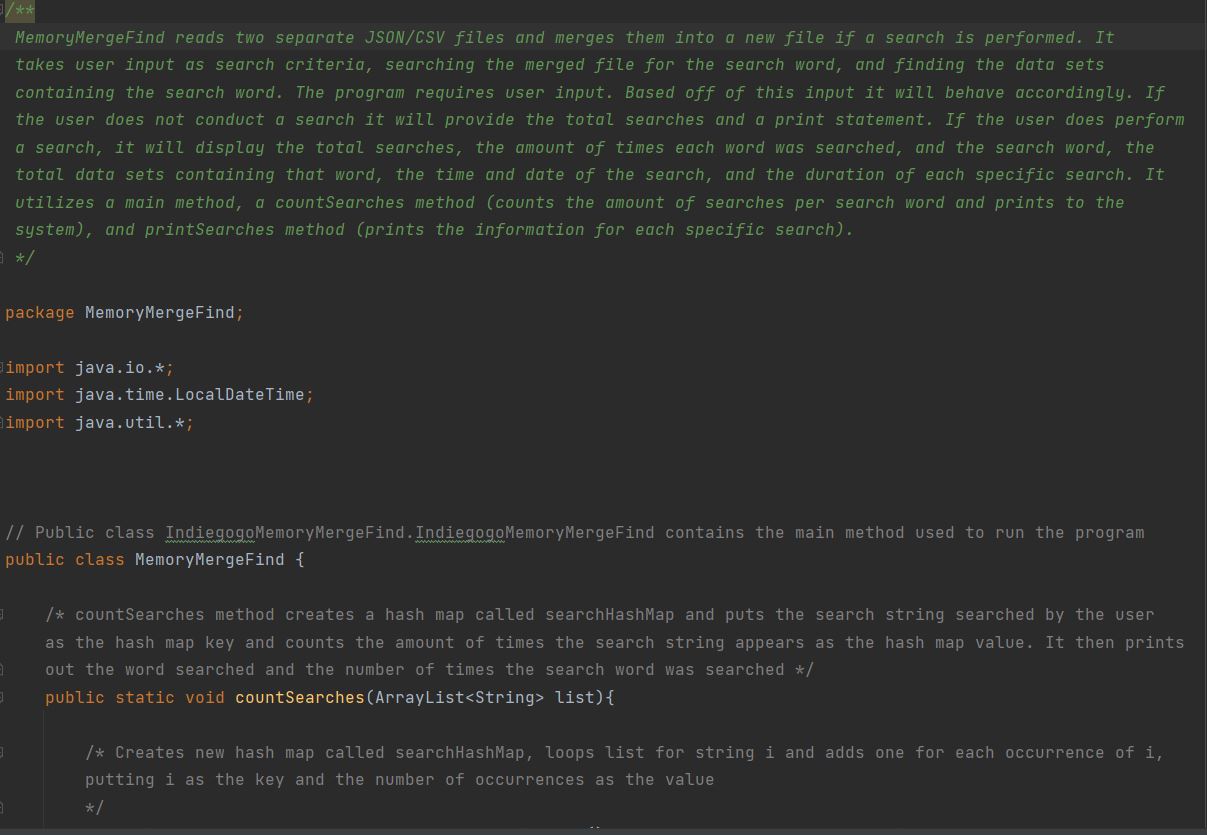 /**
MemoryMergeFind reads two separate JSON/CSV files and merges them into a new file if a search is performed. It
takes user input as search criteria, searching the merged file for the search word, and finding the data sets
containing the search word. The program requires user input. Based off of this input it will behave accordingly. If
the user does not conduct a search it will provide the total searches and a print statement. If the user does perform
a search, it will display the total searches, the amount of times each word was searched, and the search word, the
total data sets containing that word, the time and date of the search, and the duration of each specific search. It
utilizes a main method, a countSearches method (counts the amount of searches per search word and prints to the
system), and printSearches method (prints the information for each specific search).
*/
package MemoryMergeFind;
import java.io.*;
import java.time.LocalDateTime;
import java.util.*;
// Public class IndiegogoMemoryMergeFind.IndiegogoMemoryMergeFind contains the main method used to run the program
public class MemoryMergeFind {
/* countSearches method creates a hash map called searchHashMap and puts the search string searched by the user
as the hash map key and counts the amount of times the search string appears as the hash map value. It then prints
out the word searched and the number of times the search word was searched */
public static void countSearches(ArrayList<String> list){
/* Creates new hash map called searchHashMap, loops list for string i and adds one for each occurrence of i,
putting i as the key and the number of occurrences as the value
*/